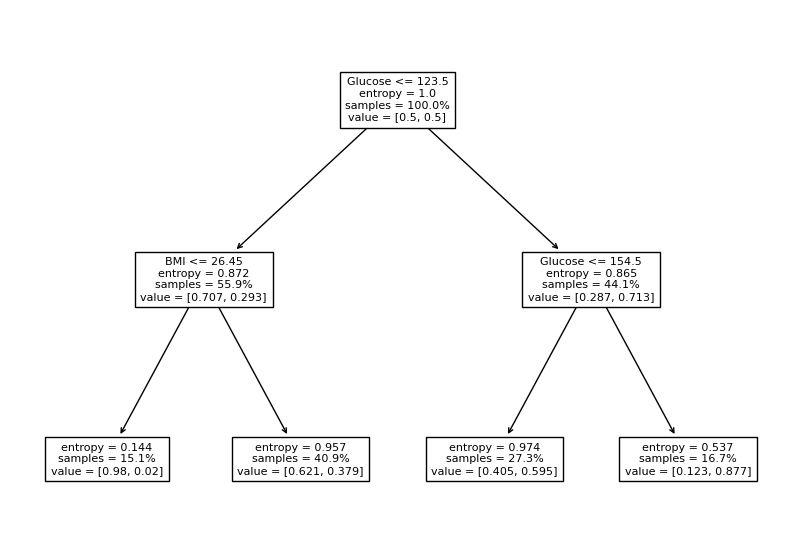 Glucose <= 123.5
entropy = 1.0
samples = 100.0%
value = [0.5, 0.5]
BMI <= 26.45
entropy = 0.872
samples = 55.9%
value = [0.707, 0.293]
Glucose <= 154.5
entropy = 0.865
samples = 44.1%
value = [0.287, 0.713]
entropy = 0.144
samples = 15.1%
value = [0.98, 0.02]
entropy = 0.957
samples = 40.9%
value = [0.621, 0.379]
entropy = 0.974
samples = 27.3%
value = [0.405, 0.595]
entropy = 0.537
samples = 16.7%
value = [0.123, 0.877]